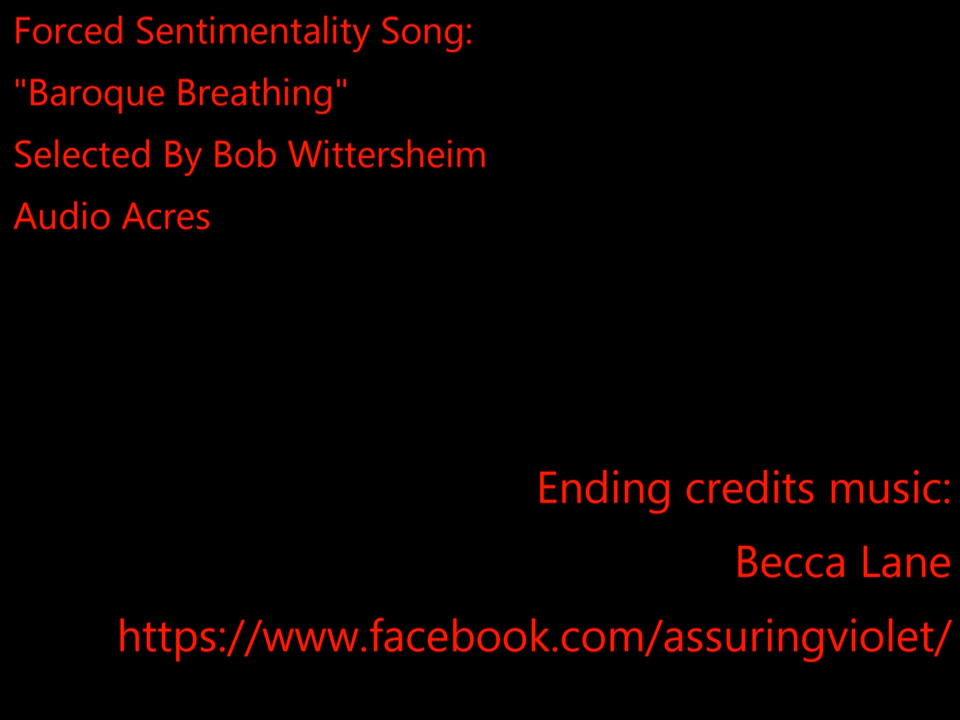 Forced Sentimentality Song:
"Baroque Breathing"
Selected By Bob Wittersheim
Audio Acres
Ending credits music:
Becca Lane
https://www.facebook.com/assuringviolet/